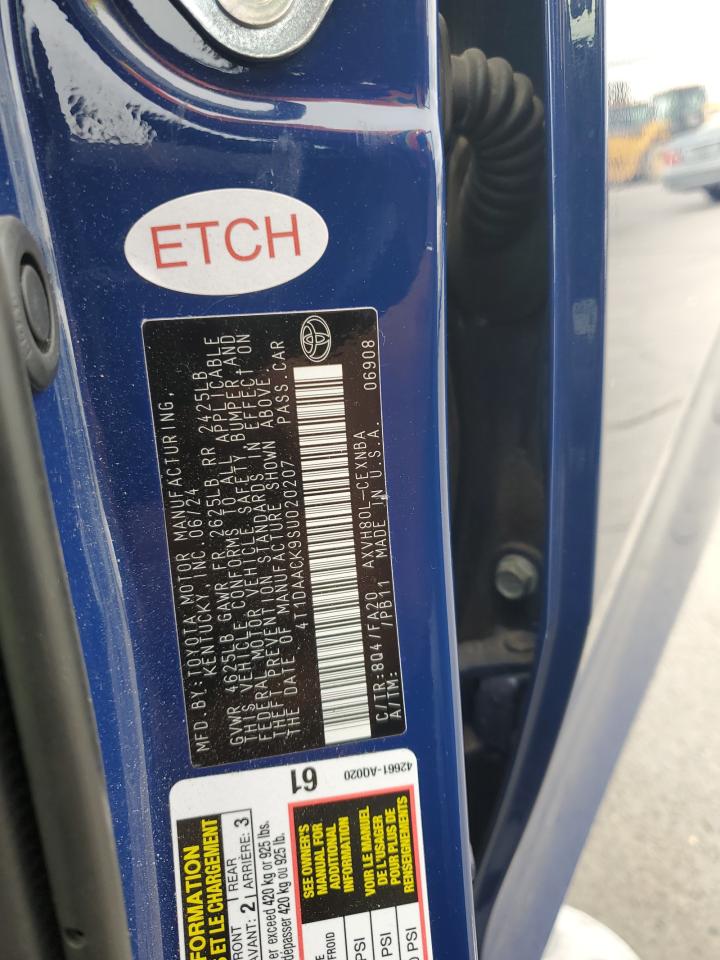 ETCH
MFD. BY: TOYOTA MOTOR MANUFACTURING,
KENTUCKY, INC. 06/24
GVWR 4625LB GAWR FR 2625LB RR 2425LB
THIS VEHICLE CONFORMS TO ALL APPLICABLE
FEDERAL MOTOR VEHICLE SAFETY, BUMPER AND
THEFT PREVENTION STANDARDS IN EFFECT ON
THE DATE OF MANUFACTURE SHOWN ABOVE.
4T1DAACK9SU020207 PASS. CAR
C/TR: 8Q4/FA20 AXVH80L-CEXNBA 06908
A/TM: /PB11 MADE IN U.S.A.
61
42661-AQ020
FORMATION
S ET LE CHARGEMENT
FRONT
AVANT: 2
REAR
ARRIÈRE: 3
er exceed 420 kg or 925 lbs.
dépasser 420 kg ou 925 lb.
SEE OWNER'S
MANUAL FOR
ADDITIONAL
INFORMATION
VOIR LE MANUEL
DE L'USAGER
POUR PLUS DE
RENSEIGNEMENTS
FROID
PSI
PSI
PSI